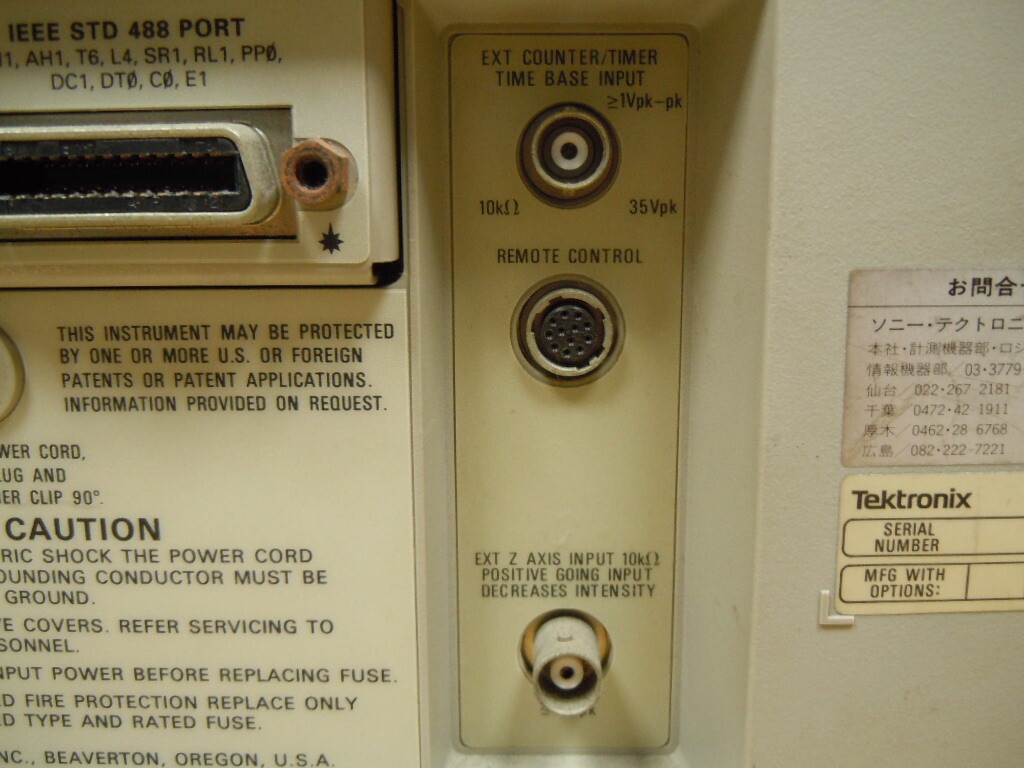 IEEE STD 488 PORT
AH1, T6, L4, SR1, RL1, PPØ,
DC1, DTØ, CØ, E1
THIS INSTRUMENT MAY BE PROTECTED
BY ONE OR MORE U.S. OR FOREIGN
PATENTS OR PATENT APPLICATIONS.
INFORMATION PROVIDED ON REQUEST.
WER CORD,
LUG AND
ER CLIP 90°.
CAUTION
RIC SHOCK THE POWER CORD
OUNDING CONDUCTOR MUST BE
GROUND.
E COVERS. REFER SERVICING TO
SONNEL.
NPUT POWER BEFORE REPLACING FUSE.
D FIRE PROTECTION REPLACE ONLY
D TYPE AND RATED FUSE.
NC., BEAVERTON, OREGON, U.S.A.
EXT COUNTER/TIMER
TIME BASE INPUT
≥1Vpk-pk
10kΩ 35Vpk
REMOTE CONTROL
EXT Z AXIS INPUT 10kΩ
POSITIVE GOING INPUT
DECREASES INTENSITY
お問合せ
ソニー・テクトロニ
本社・計測機器部・ロジ
情報機器部 03・3779
仙台／022・267 2181
千葉／0472・42 1911
厚木／0462・28 6768
広島／082・222-7221
Tektronix
SERIAL
NUMBER
MFG WITH
OPTIONS: